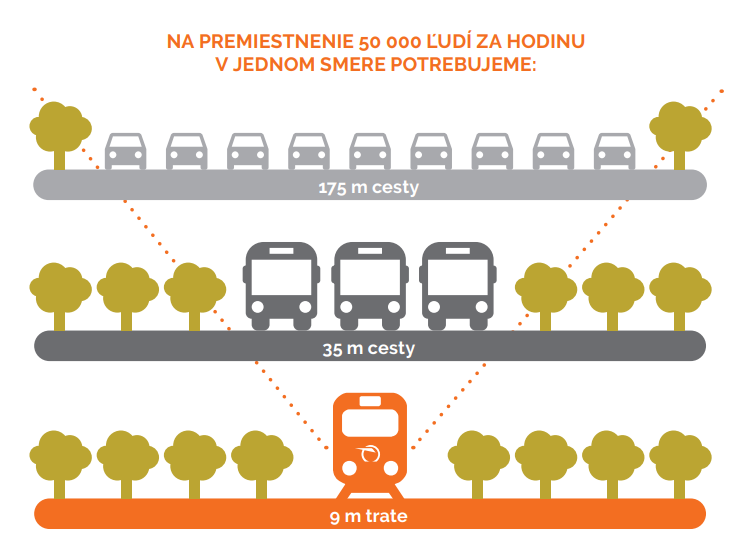 NA PREMIESTNENIE 50 000 ĽUDÍ ZA HODINU
V JEDNOM SMERE POTREBUJEME:
175 m cesty
35 m cesty
9 m trate